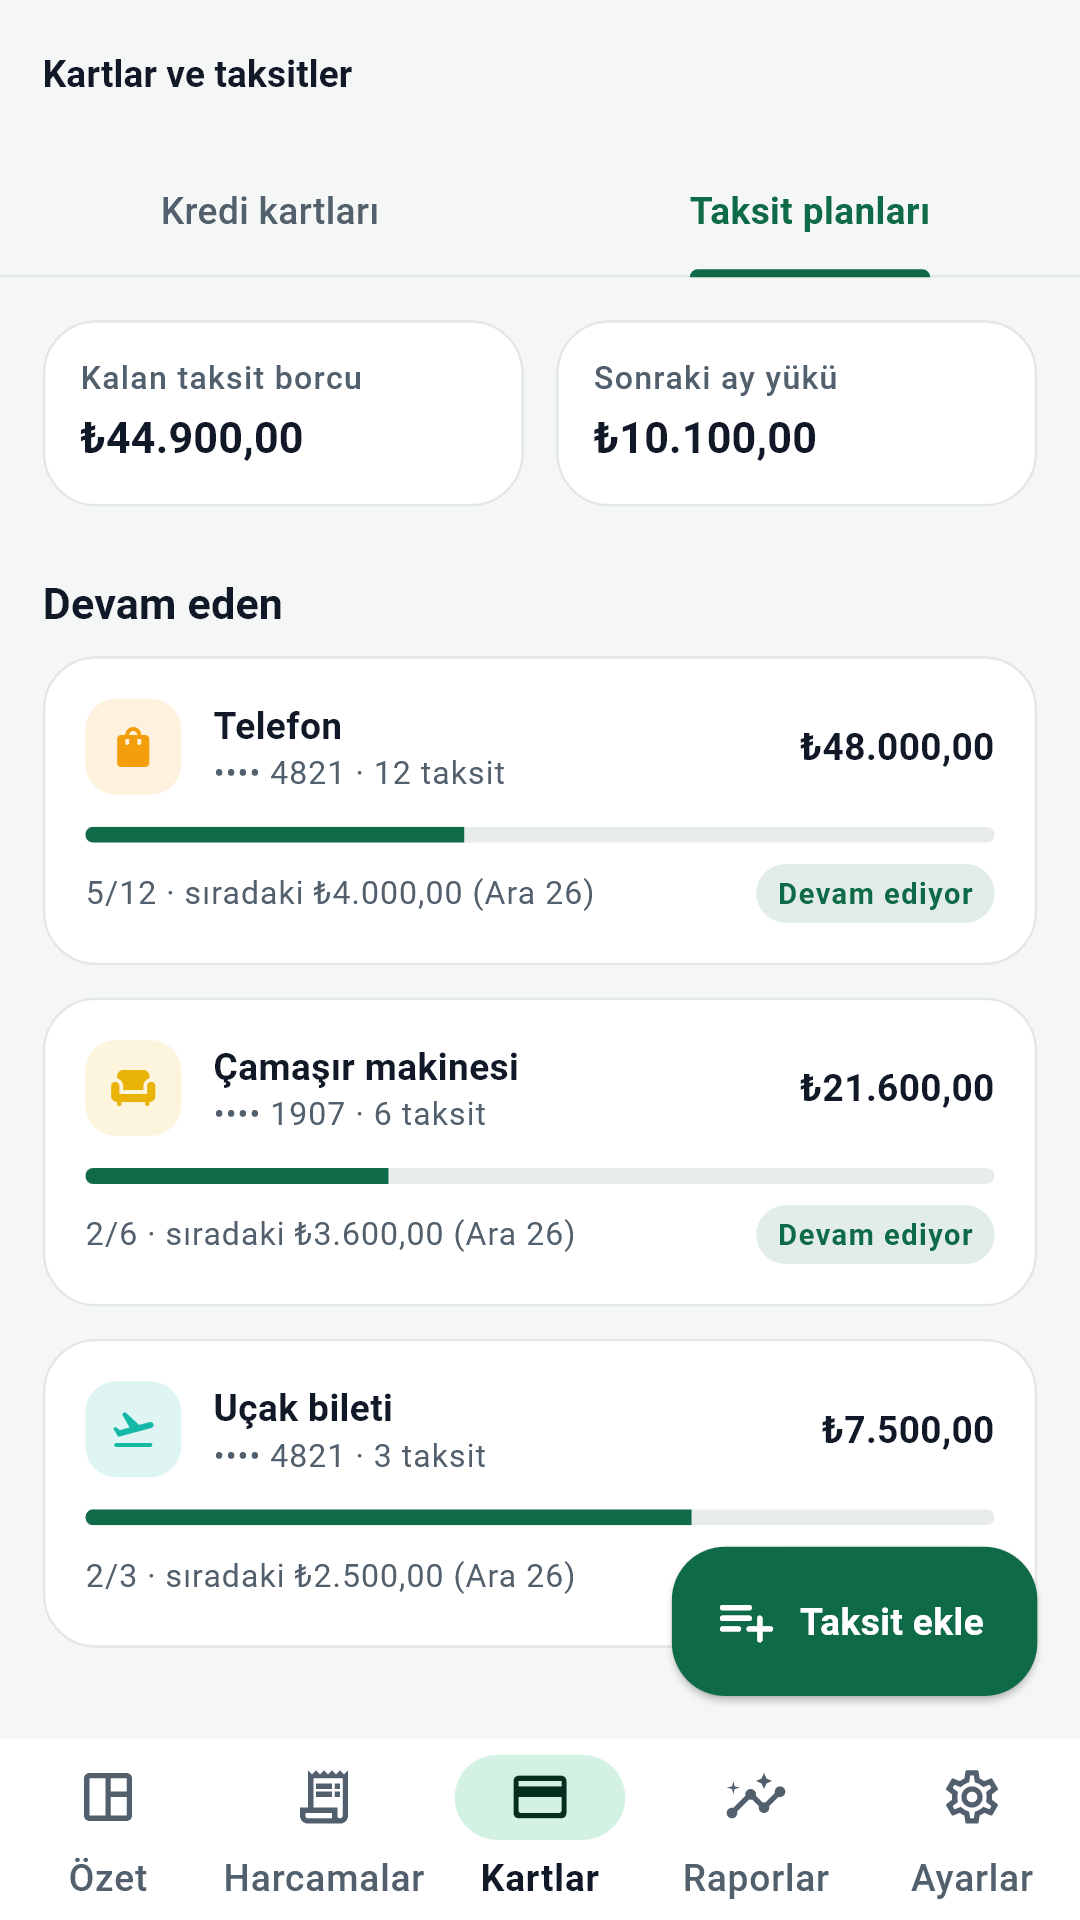 Kartlar ve taksitler
Kredi kartları
Taksit planları
Kalan taksit borcu
₺44.900,00
Sonraki ay yükü
₺10.100,00
Devam eden
Telefon
•••• 4821 · 12 taksit
₺48.000,00
5/12 · sıradaki ₺4.000,00 (Ara 26)
Devam ediyor
Çamaşır makinesi
•••• 1907 · 6 taksit
₺21.600,00
2/6 · sıradaki ₺3.600,00 (Ara 26)
Devam ediyor
Uçak bileti
•••• 4821 · 3 taksit
₺7.500,00
2/3 · sıradaki ₺2.500,00 (Ara 26)
Taksit ekle
Özet
Harcamalar
Kartlar
Raporlar
Ayarlar